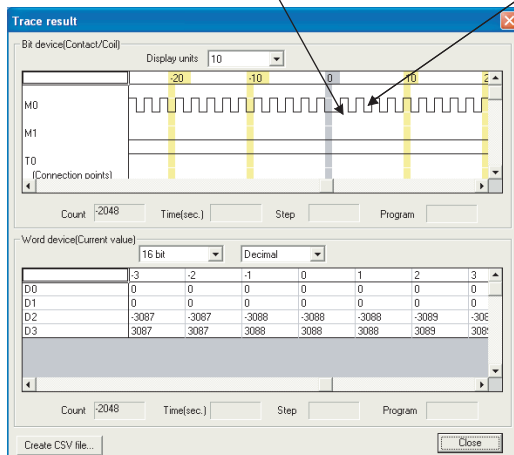 Trace result
Bit device(Contact/Coil)
Display units 10
-20 -10 0 10 2
M0
M1
T0
(Connection points)
Count -2048 Time(sec.) Step Program
Word device(Current value)
16 bit Decimal
-3 -2 -1 0 1 2 3
D0 0 0 0 0 0 0 0
D1 0 0 0 0 0 0 0
D2 -3087 -3087 -3088 -3088 -3088 -3089 -308
D3 3087 3087 3088 3088 3088 3089 308
Count -2048 Time(sec.) Step Program
Create CSV file... Close